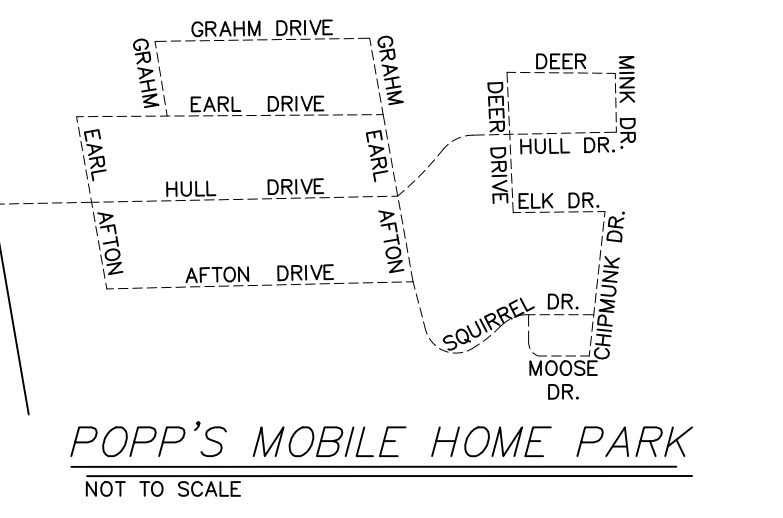 GRAHM DRIVE
GRAHM
GRAHM
DEER
MINK DR.
EARL DRIVE
DEER DRIVE
EARL
EARL
HULL DR.
HULL DRIVE
ELK DR.
AFTON
AFTON
CHIPMUNK DR.
AFTON DRIVE
SQUIRREL DR.
MOOSE
DR.
POPP'S MOBILE HOME PARK
NOT TO SCALE